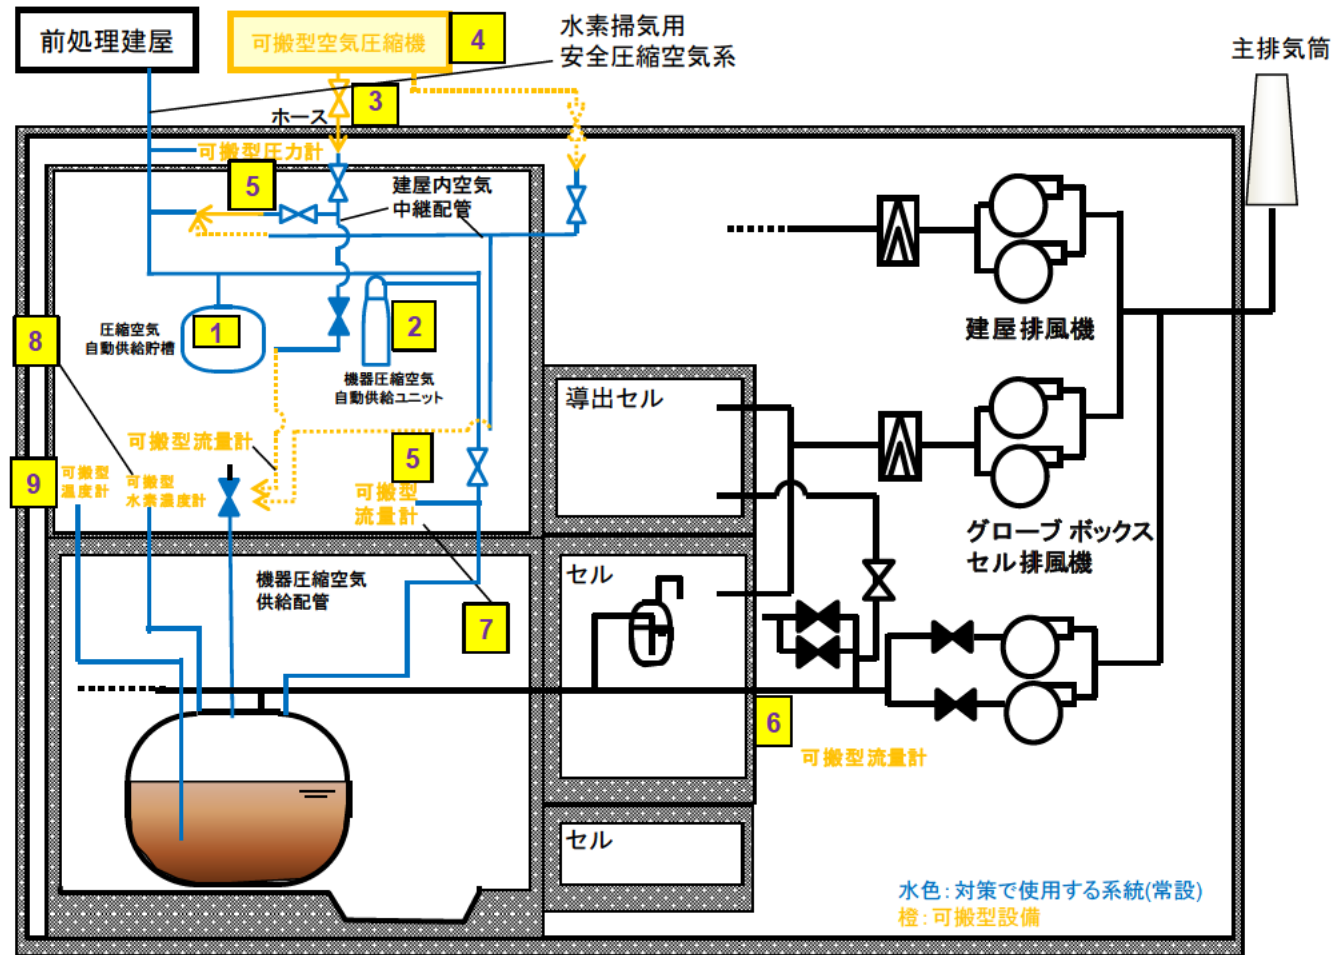 前処理建屋
可搬型空気圧縮機
4
水素掃気用
安全圧縮空気系
主排気筒
3
ホース
可搬型圧力計
5
建屋内空気
中継配管
1
圧縮空気
自動供給貯槽
2
機器圧縮空気
自動供給ユニット
建屋排風機
8
導出セル
可搬型流量計
5
9
可搬型
温度計
可搬型
水素濃度計
可搬型
流量計
グローブ ボックス
セル排風機
機器圧縮空気
供給配管
セル
7
6
可搬型流量計
セル
水色：対策で使用する系統(常設)
橙：可搬型設備